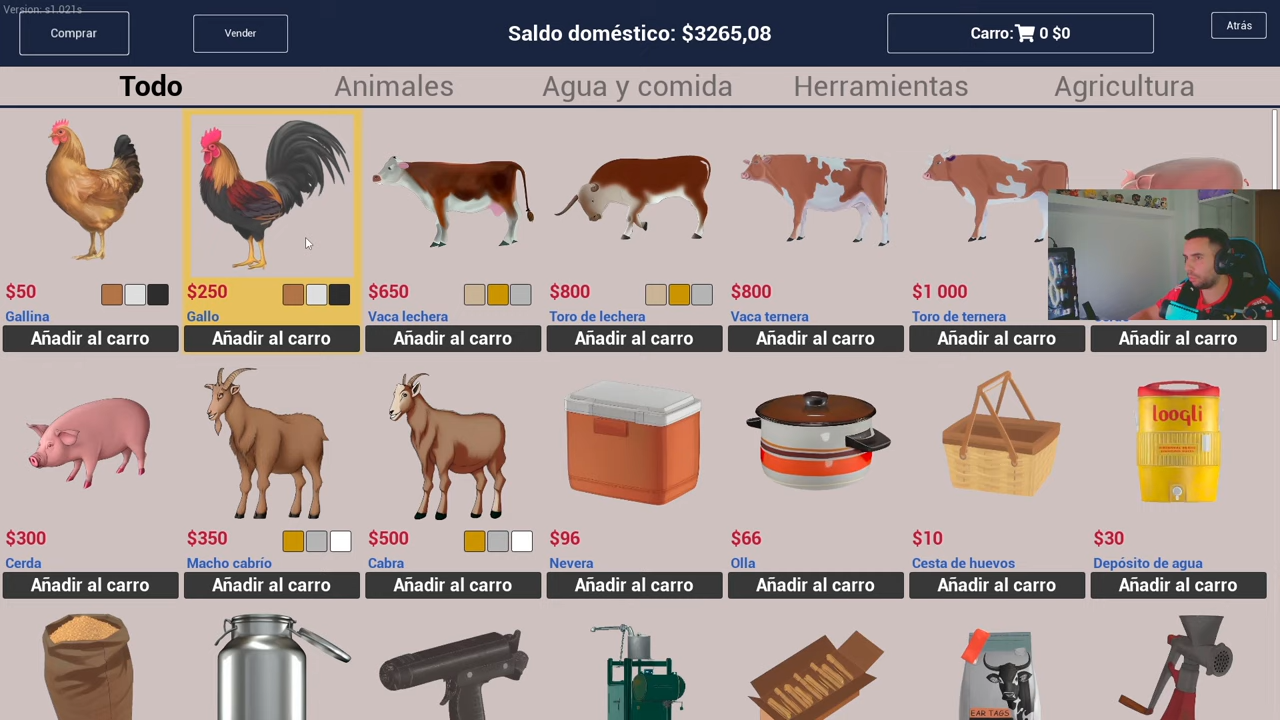 Version: s1.021s
Comprar
Vender
Saldo doméstico: $3265,08
Carro: 0 $0
Atrás
Todo
Animales
Agua y comida
Herramientas
Agricultura
$50
$250
$650
$800
$800
$1 000
Gallina
Gallo
Vaca lechera
Toro de lechera
Vaca ternera
Toro de ternera
Añadir al carro
Añadir al carro
Añadir al carro
Añadir al carro
Añadir al carro
Añadir al carro
Añadir al carro
looqli
$300
$350
$500
$96
$66
$10
$30
Cerda
Macho cabrío
Cabra
Nevera
Olla
Cesta de huevos
Depósito de agua
Añadir al carro
Añadir al carro
Añadir al carro
Añadir al carro
Añadir al carro
Añadir al carro
Añadir al carro
EAR TAGS